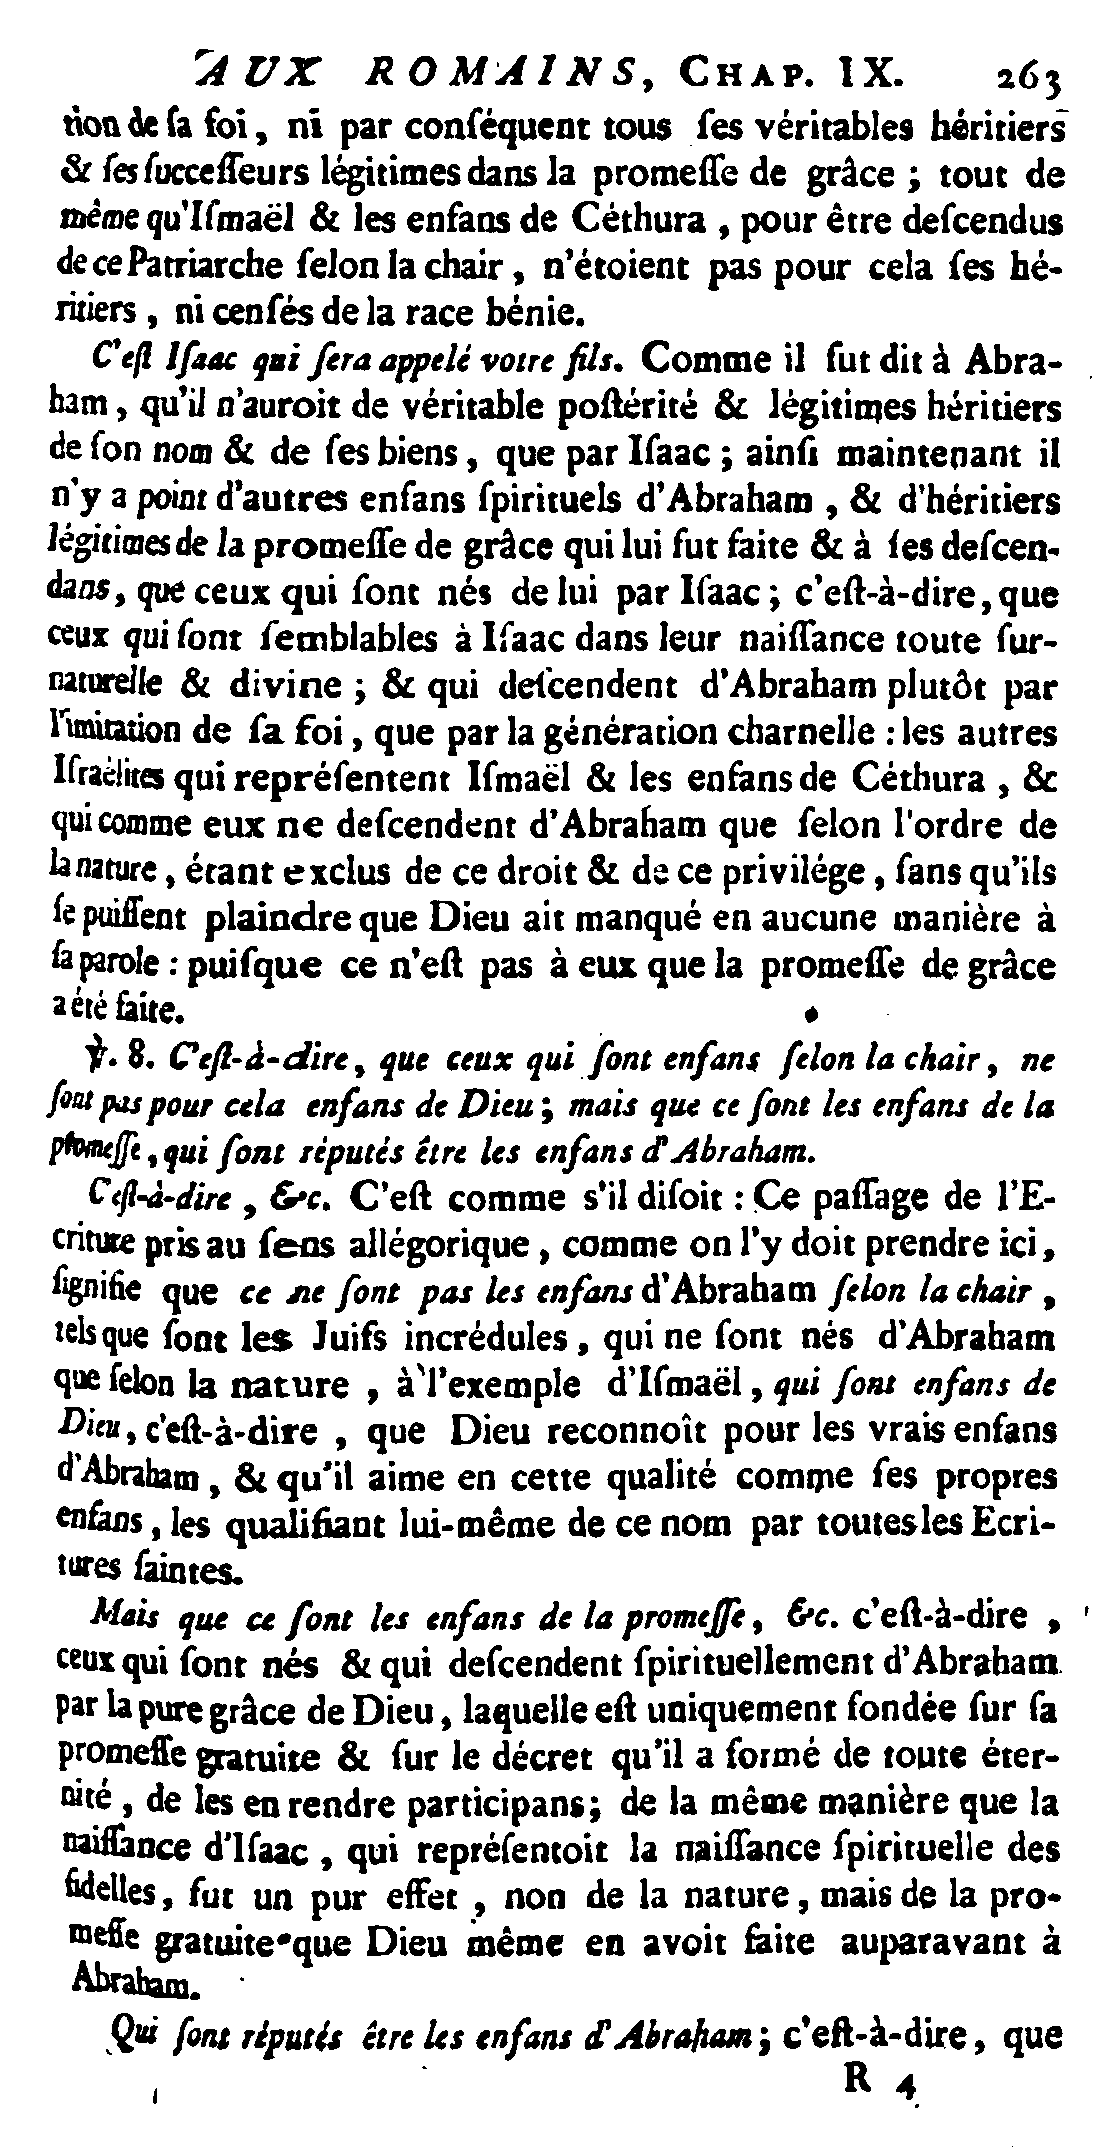 AUX ROMAINS, CHAP. IX. 263
tion de ſa foi, ni par conſéquent tous ſes véritables héritiers
& ſes ſucceſſeurs légitimes dans la promeſſe de grâce ; tout de
même qu'Iſmaël & les enfans de Céthura, pour être deſcendus
de ce Patriarche ſelon la chair, n'étoient pas pour cela ſes hé-
ritiers, ni cenſés de la race bénie.
C'eſt Iſaac qui ſera appelé votre fils. Comme il fut dit à Abra-
ham, qu'il n'auroit de véritable poſtérité & légitimes héritiers
de ſon nom & de ſes biens, que par Iſaac ; ainſi maintenant il
n'y a point d'autres enfans ſpirituels d'Abraham, & d'héritiers
légitimes de la promeſſe de grâce qui lui fut faite & à ſes deſcen-
dans, que ceux qui ſont nés de lui par Iſaac ; c'eſt-à-dire, que
ceux qui ſont ſemblables à Iſaac dans leur naiſſance toute ſur-
naturelle & divine ; & qui deſcendent d'Abraham plutôt par
l'imitation de ſa foi, que par la génération charnelle : les autres
Iſraëlites qui repréſentent Iſmaël & les enfans de Céthura, &
qui comme eux ne deſcendent d'Abraham que ſelon l'ordre de
la nature, étant exclus de ce droit & de ce privilége, ſans qu'ils
ſe puiſſent plaindre que Dieu ait manqué en aucune manière à
ſa parole : puiſque ce n'eſt pas à eux que la promeſſe de grâce
a été faite.
℣. 8. C'eſt-à-dire, que ceux qui ſont enfans ſelon la chair, ne
ſont pas pour cela enfans de Dieu ; mais que ce ſont les enfans de la
promeſſe, qui ſont réputés être les enfans d'Abraham.
C'eſt-à-dire, &c. C'eſt comme s'il diſoit : Ce paſſage de l'E-
criture pris au ſens allégorique, comme on l'y doit prendre ici,
ſignifie que ce ne ſont pas les enfans d'Abraham ſelon la chair,
tels que ſont les Juifs incrédules, qui ne ſont nés d'Abraham
que ſelon la nature, à l'exemple d'Iſmaël, qui ſont enfans de
Dieu, c'eſt-à-dire, que Dieu reconnoît pour les vrais enfans
d'Abraham, & qu'il aime en cette qualité comme ſes propres
enfans, les qualifiant lui-même de ce nom par toutes les Ecri-
tures ſaintes.
Mais que ce ſont les enfans de la promeſſe, &c. c'eſt-à-dire,
ceux qui ſont nés & qui deſcendent ſpirituellement d'Abraham
par la pure grâce de Dieu, laquelle eſt uniquement fondée ſur ſa
promeſſe gratuite & ſur le décret qu'il a formé de toute éter-
nité, de les en rendre participans ; de la même manière que la
naiſſance d'Iſaac, qui repréſentoit la naiſſance ſpirituelle des
fidelles, fut un pur effet, non de la nature, mais de la pro-
meſſe gratuite que Dieu même en avoit faite auparavant à
Abraham.
Qui ſont réputés être les enfans d'Abraham ; c'eſt-à-dire, que
R 4